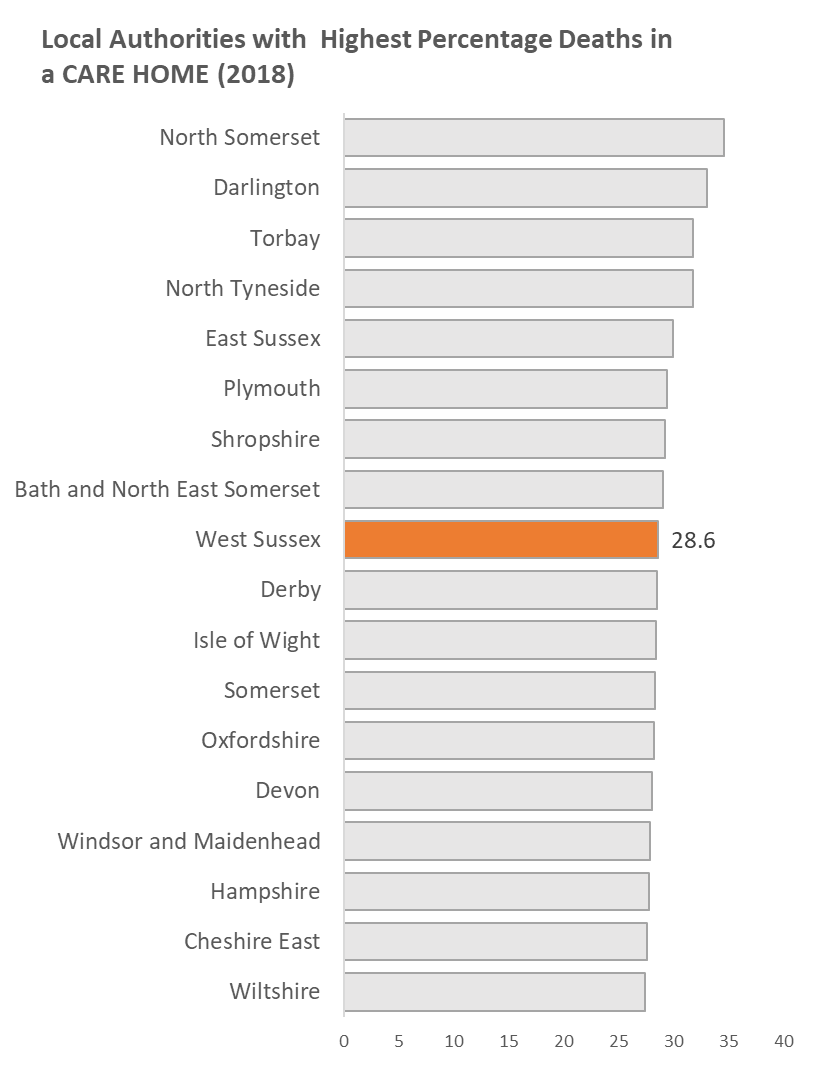 Local Authorities with  Highest Percentage Deaths in
a CARE HOME (2018)
North Somerset
Darlington
Torbay
North Tyneside
East Sussex
Plymouth
Shropshire
Bath and North East Somerset
West Sussex 28.6
Derby
Isle of Wight
Somerset
Oxfordshire
Devon
Windsor and Maidenhead
Hampshire
Cheshire East
Wiltshire
0 5 10 15 20 25 30 35 40